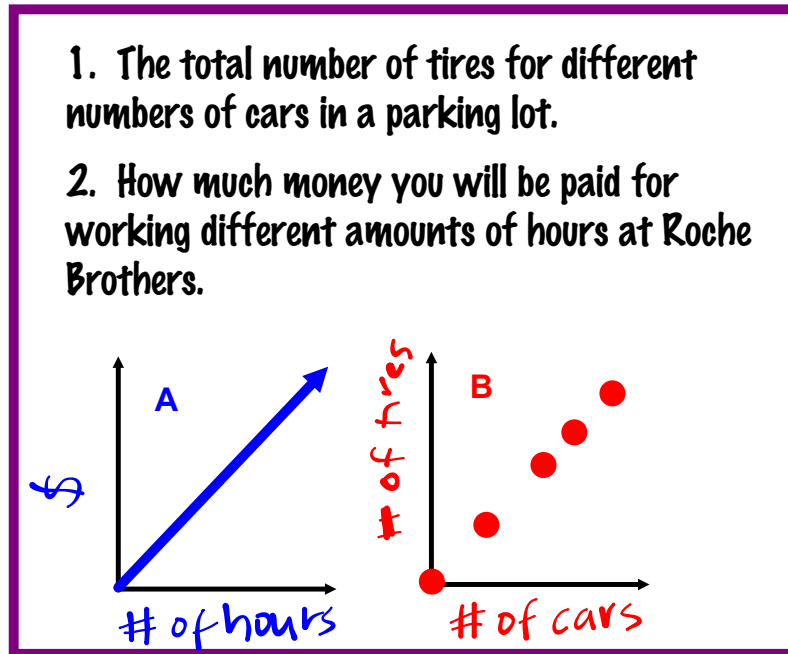 1. The total number of tires for different
numbers of cars in a parking lot.
2. How much money you will be paid for
working different amounts of hours at Roche
Brothers.
A
$
# of hours
B
# of tires
# of cars